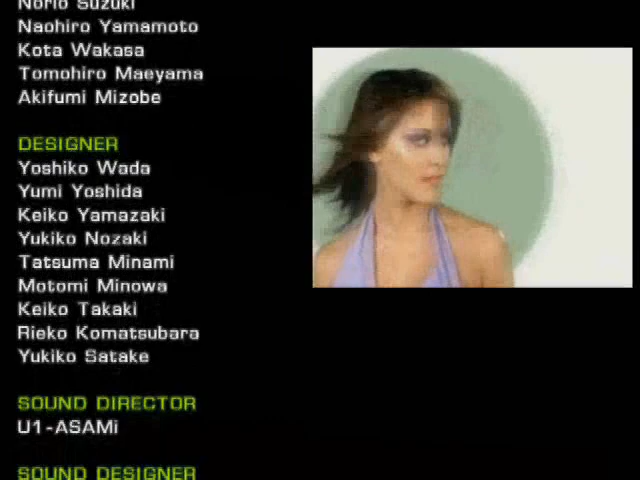 Norio Suzuki
Naohiro Yamamoto
Kota Wakasa
Tomohiro Maeyama
Akifumi Mizobe
DESIGNER
Yoshiko Wada
Yumi Yoshida
Keiko Yamazaki
Yukiko Nozaki
Tatsuma Minami
Motomi Minowa
Keiko Takaki
Rieko Komatsubara
Yukiko Satake
SOUND DIRECTOR
U1-ASAMi
SOUND DESIGNER